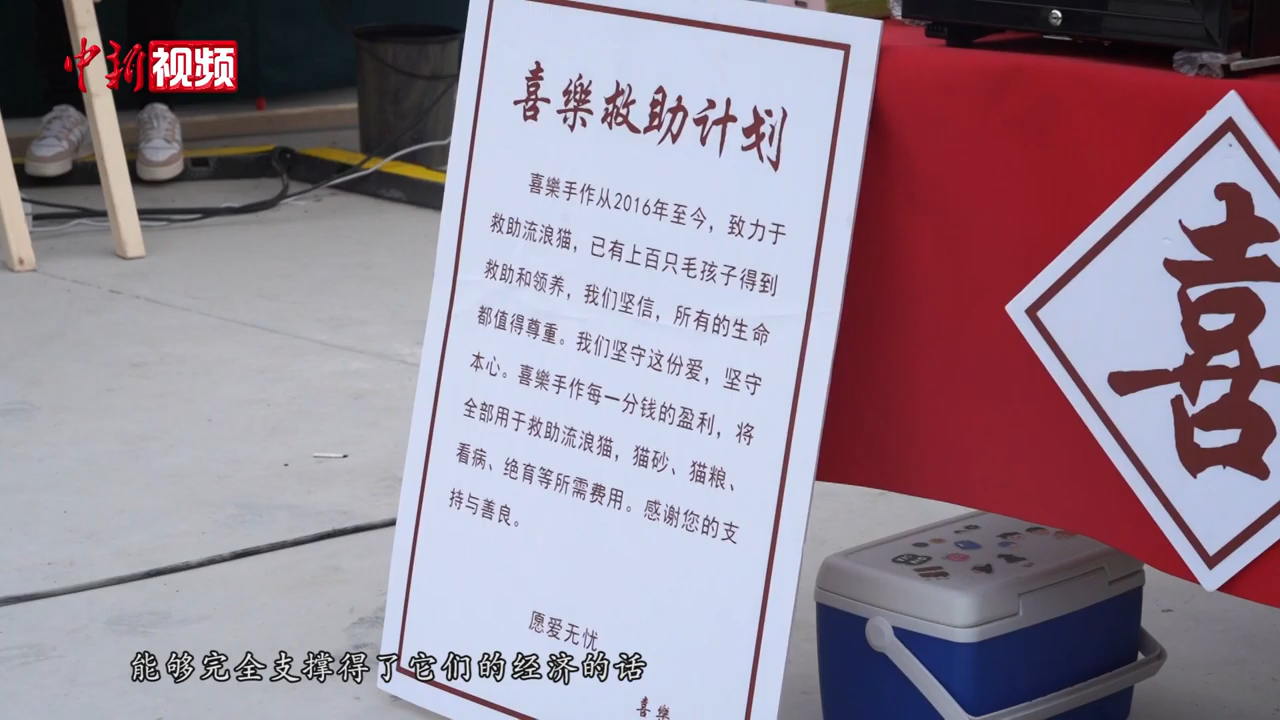 中新视频
喜樂救助计划
喜樂手作从2016年至今，致力于
救助流浪猫，已有上百只毛孩子得到
救助和领养，我们坚信，所有的生命
都值得尊重。我们坚守这份爱，坚守
本心。喜樂手作每一分钱的盈利，将
全部用于救助流浪猫，猫砂、猫粮、
看病、绝育等所需费用。感谢您的支
持与善良。
愿爱无忧
喜樂
喜
能够完全支撑得了它们的经济的话